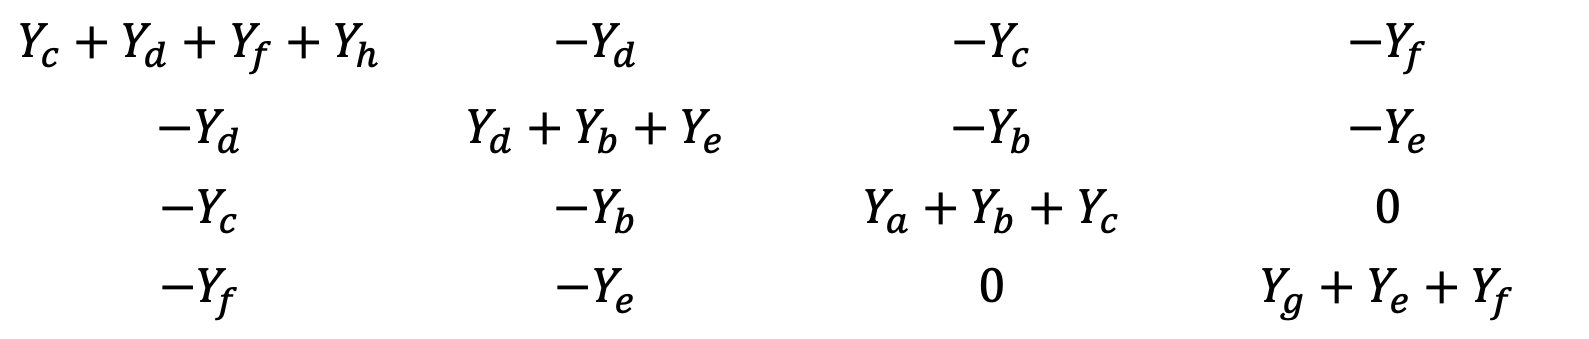 Y_c + Y_d + Y_f + Y_h −Y_d −Y_c −Y_f
−Y_d Y_d + Y_b + Y_e −Y_b −Y_e
−Y_c −Y_b Y_a + Y_b + Y_c 0
−Y_f −Y_e 0 Y_g + Y_e + Y_f